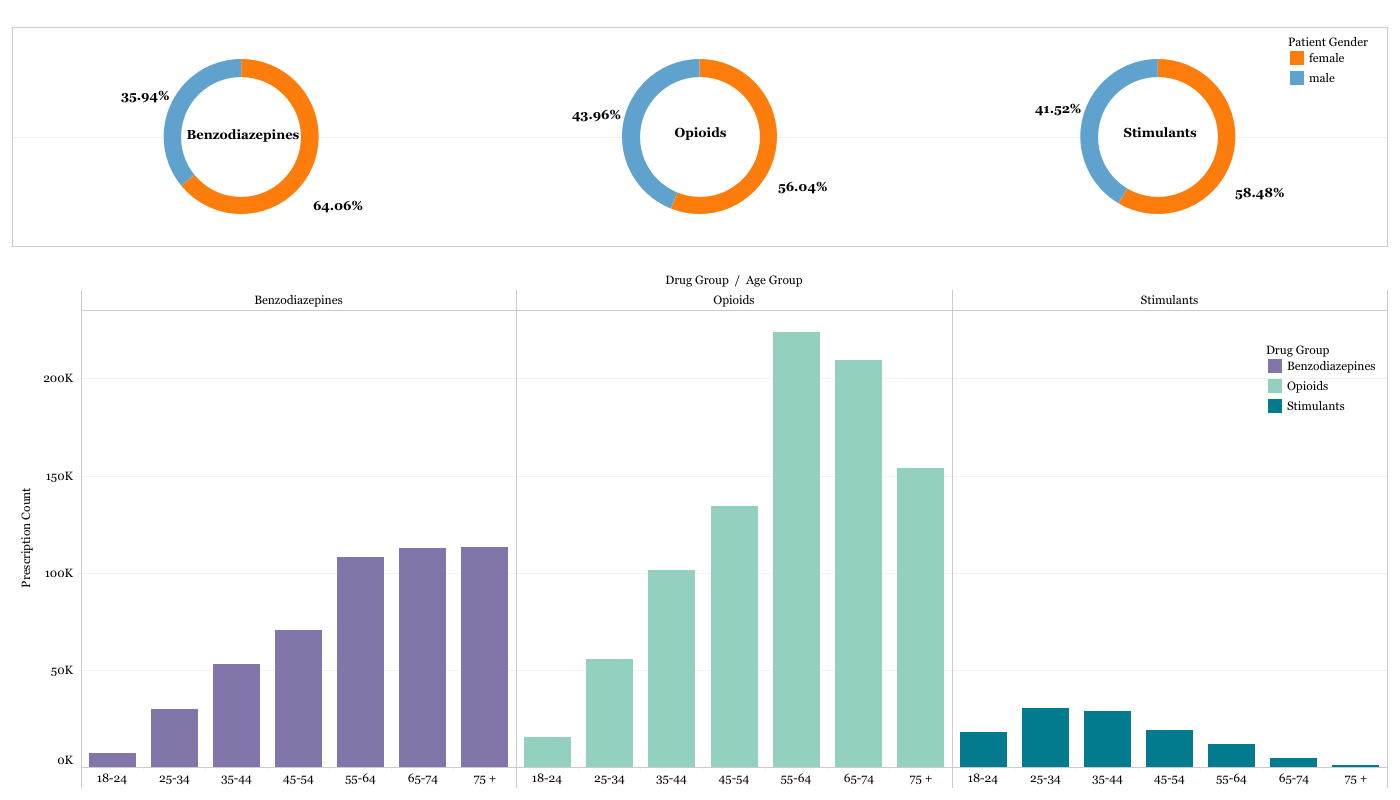 Patient Gender
female
male
35.94%
Benzodiazepines
64.06%
43.96%
Opioids
56.04%
41.52%
Stimulants
58.48%
Drug Group / Age Group
Benzodiazepines Opioids Stimulants
Drug Group
Benzodiazepines
Opioids
Stimulants
Prescription Count
200K
150K
100K
50K
0K
18-24 25-34 35-44 45-54 55-64 65-74 75 + 18-24 25-34 35-44 45-54 55-64 65-74 75 + 18-24 25-34 35-44 45-54 55-64 65-74 75 +